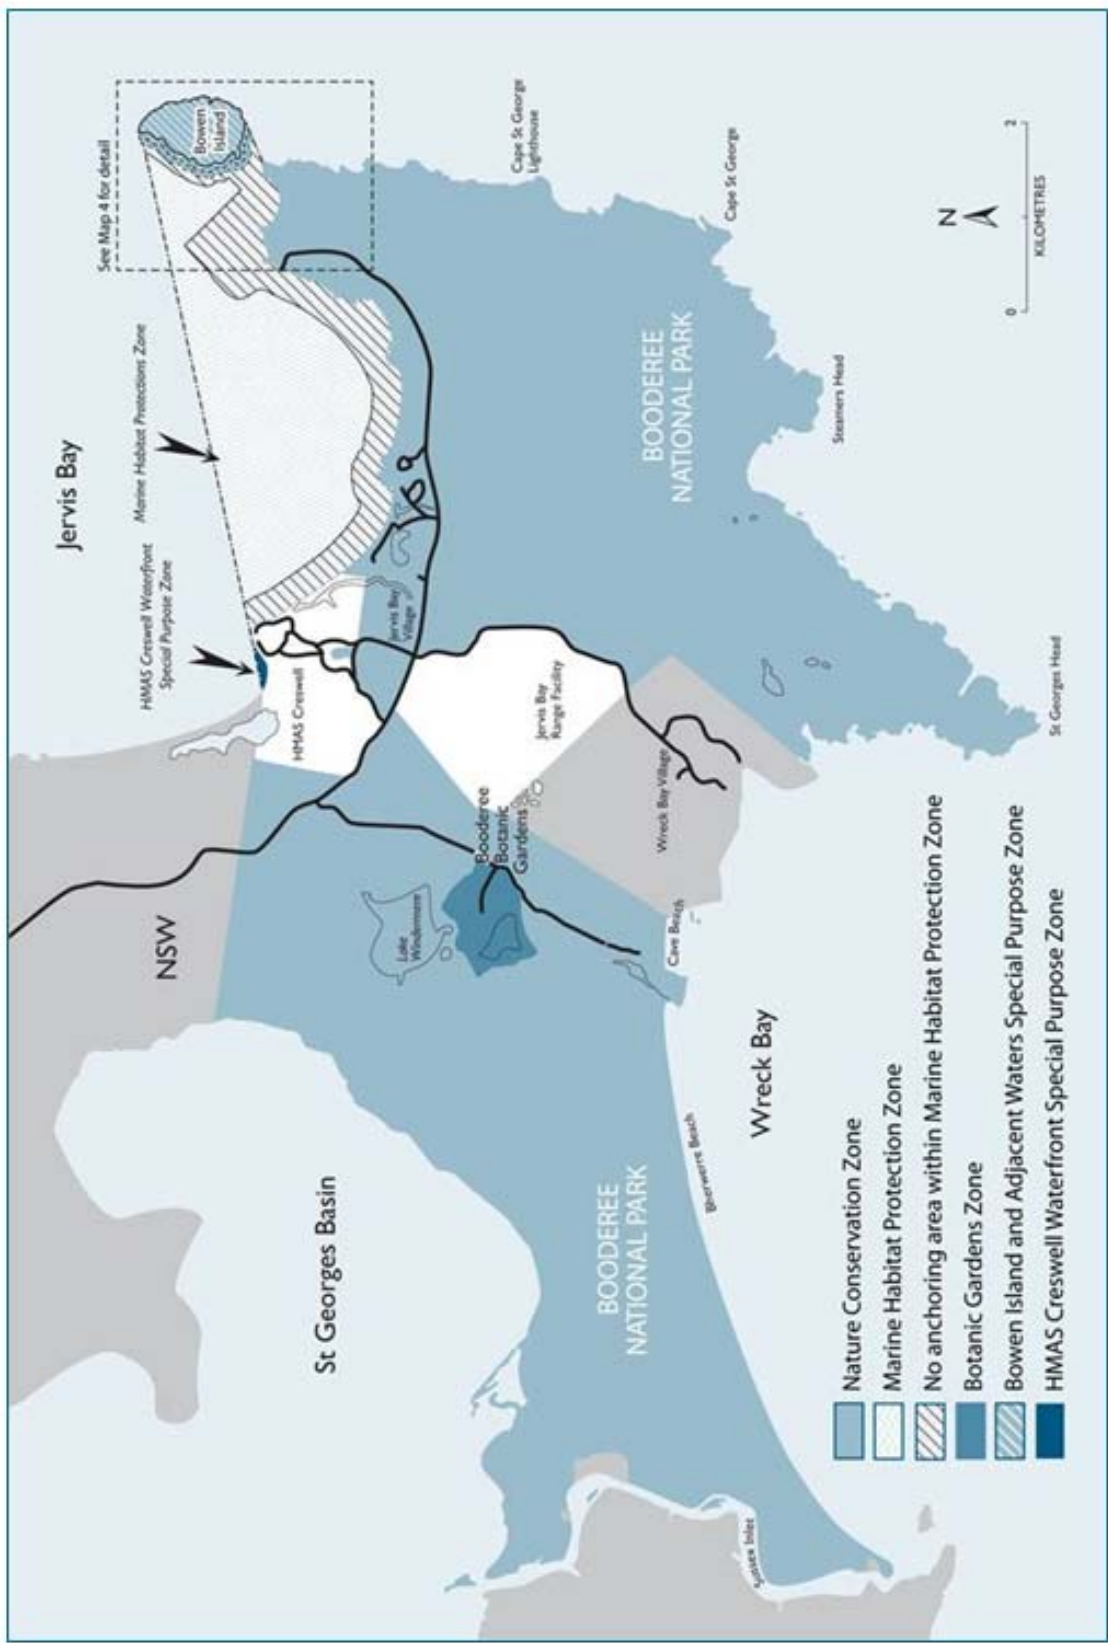 Jervis Bay
See Map 4 for detail
Bowen
Island
Marine Habitat Protections Zone
HMAS Creswell Waterfront
Special Purpose Zone
NSW
HMAS Creswell
Jervis Bay
Village
Cape St George
Lighthouse
Cape St George
St Georges Basin
Lake
Windermere
Booderee
Botanic
Gardens
Jervis Bay
Range Facility
BOODEREE
NATIONAL PARK
Wreck Bay Village
Cave Beach
Steamers Head
St Georges Head
BOODEREE
NATIONAL PARK
Bherwerre Beach
Wreck Bay
Sussex Inlet
N
0 2
KILOMETRES
Nature Conservation Zone
Marine Habitat Protection Zone
No anchoring area within Marine Habitat Protection Zone
Botanic Gardens Zone
Bowen Island and Adjacent Waters Special Purpose Zone
HMAS Creswell Waterfront Special Purpose Zone